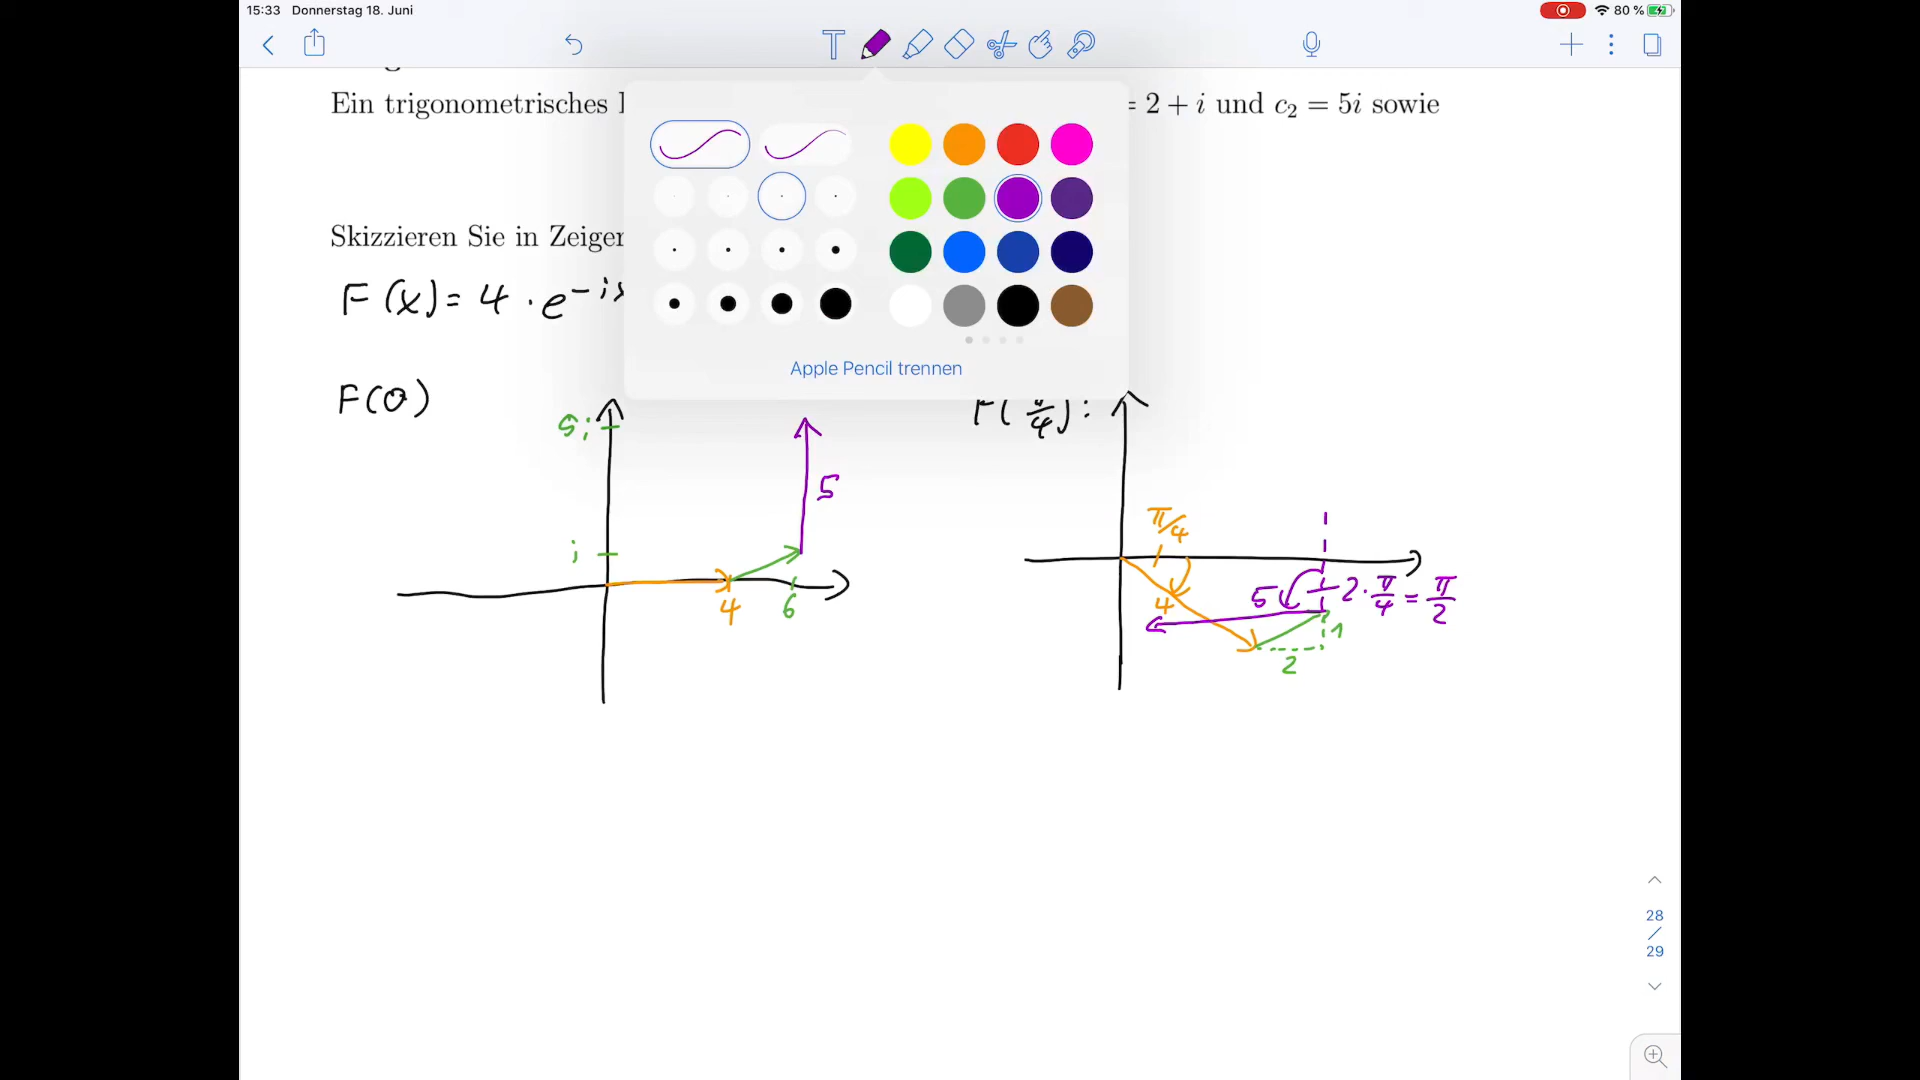 15:33 Donnerstag 18. Juni 80 %
Ein trigonometrisches = 2 + i und c₂ = 5i sowie
Skizzieren Sie in Zeiger
F(x) = 4 · e^-ix
Apple Pencil trennen
F(0)
F(π/4):
5i
i
4
6
5
π/4
4
5
2·π/4 = π/2
1
2
28
/
29